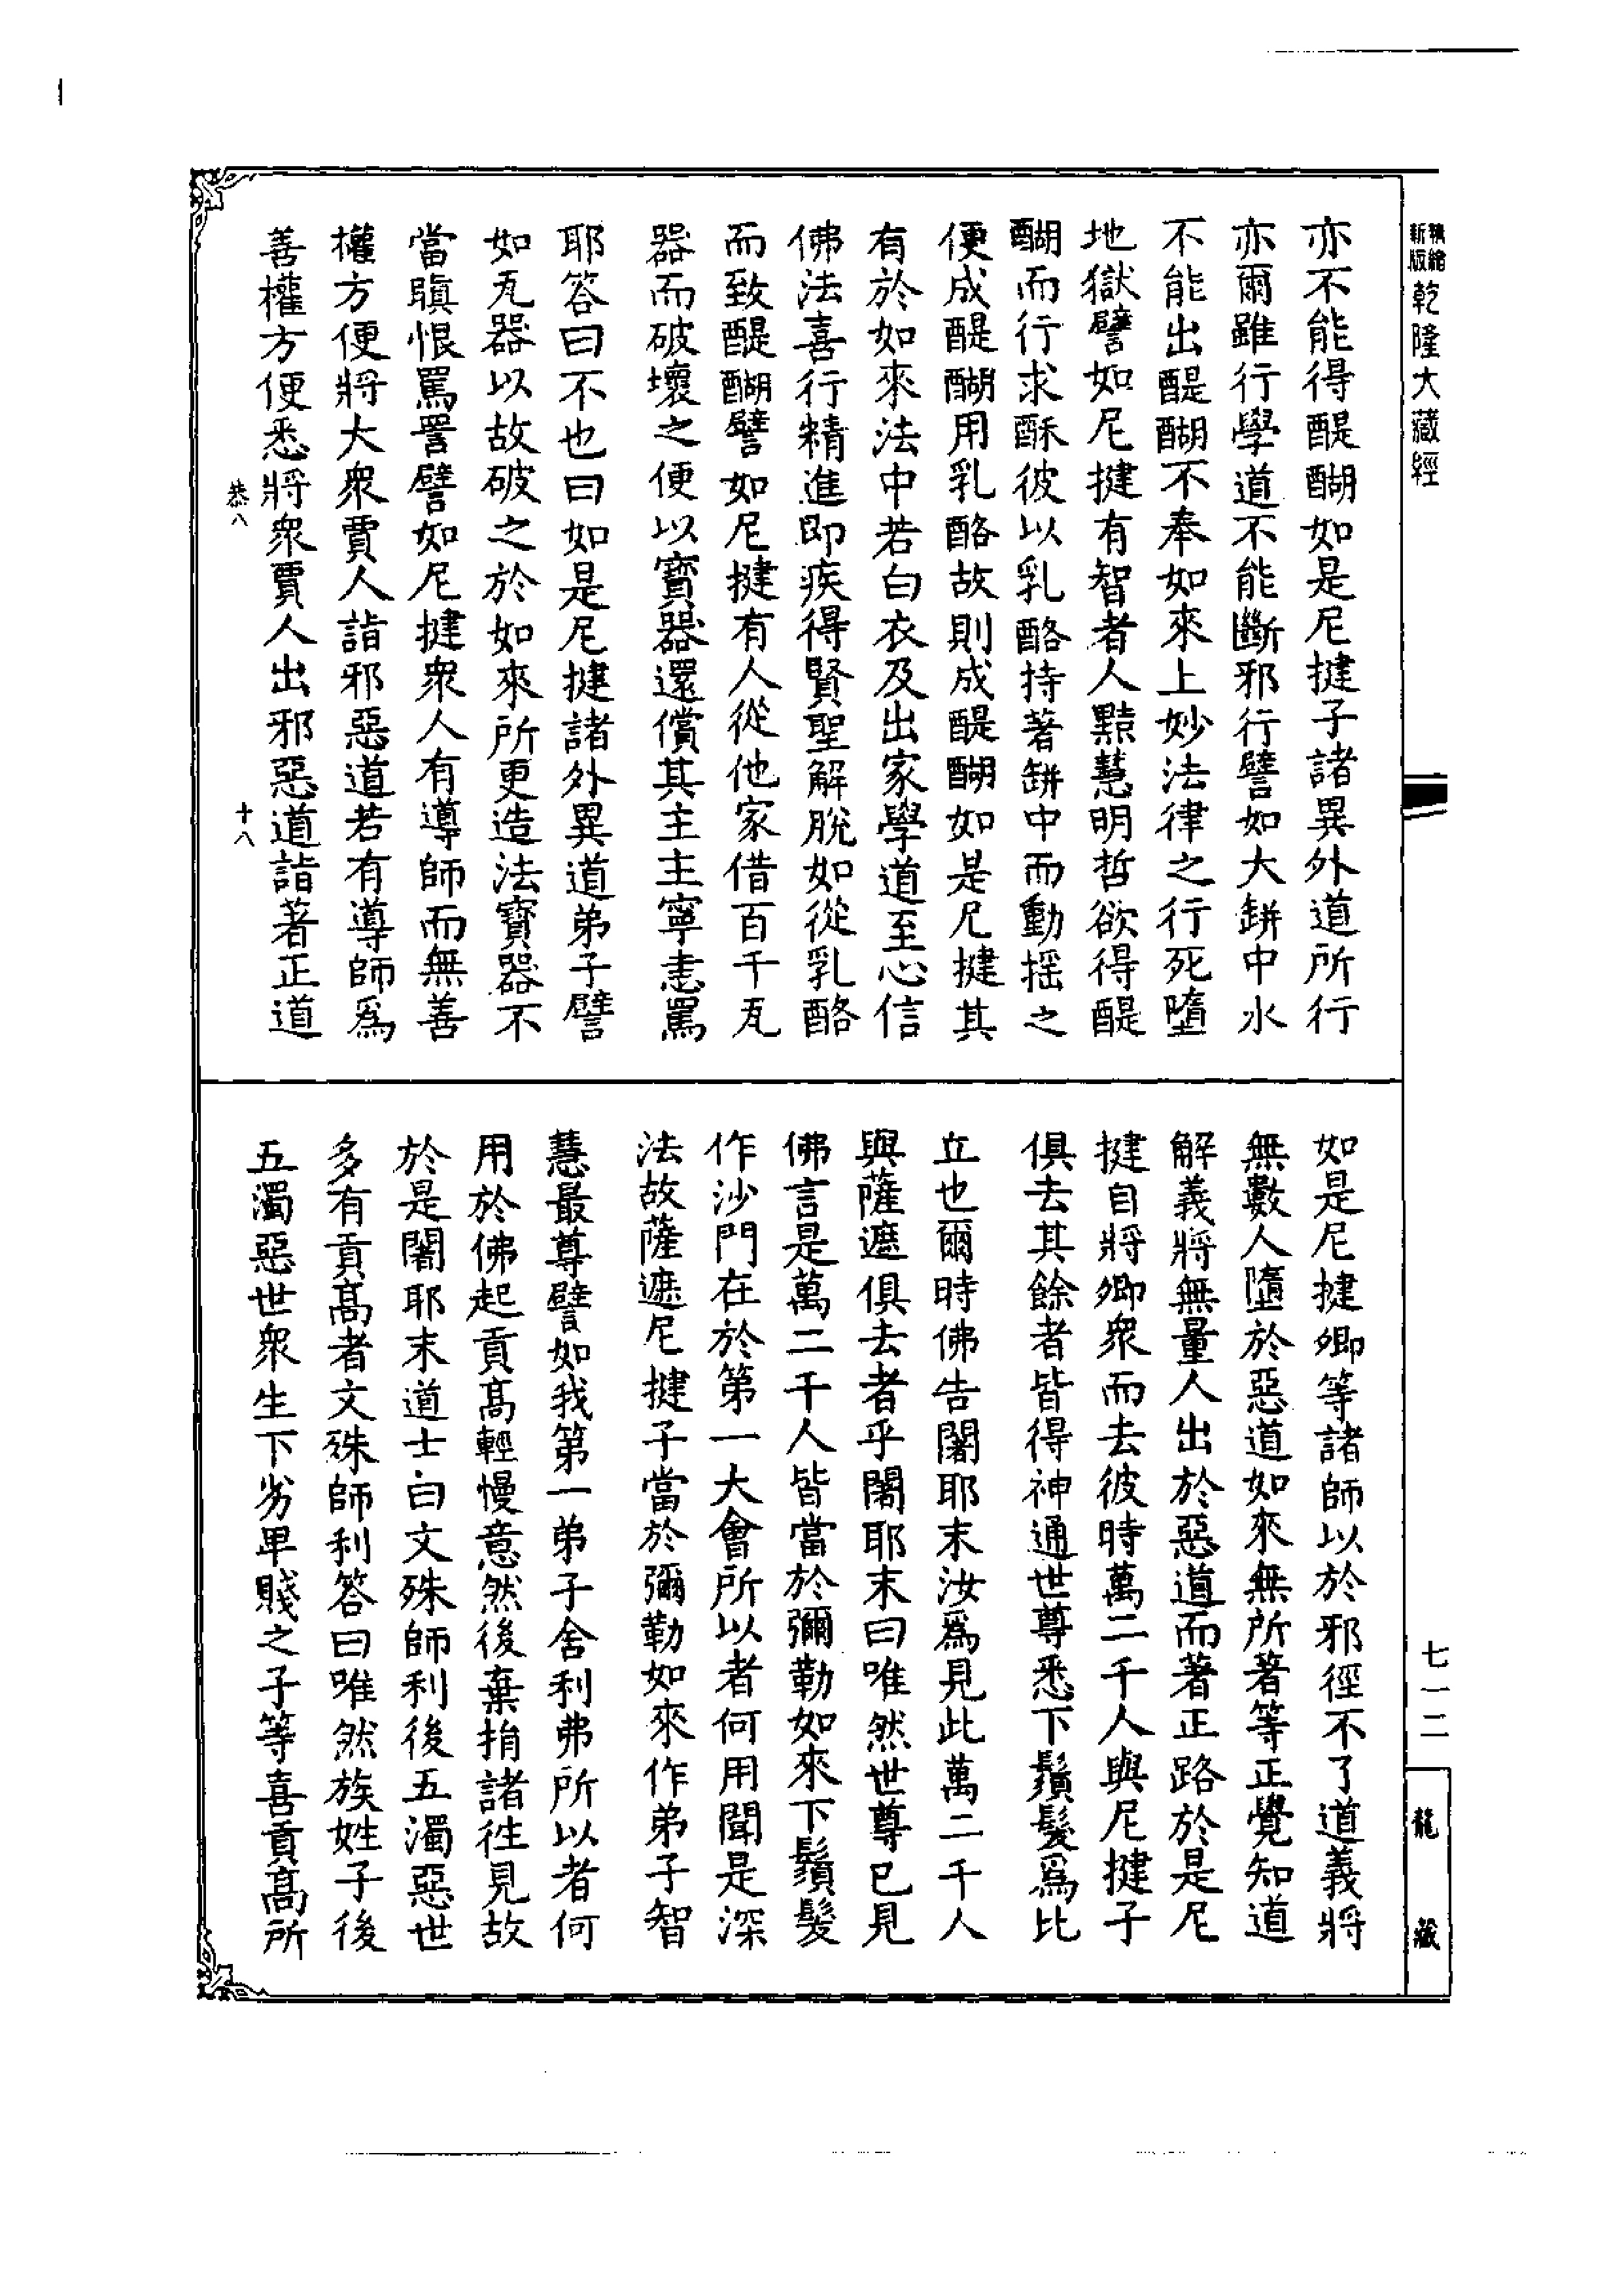 新版
乾隆大藏經
亦不能得醍醐如是尼揵子諸異外道所行
亦爾雖行學道不能斷邪行譬如大缾中水
不能出醍醐不奉如來上妙法律之行死墮
地獄譬如尼揵有智者人黠慧明哲欲得醍
醐而行求酥彼以乳酪持著缾中而動搖之
便成醍醐用乳酪故則成醍醐如是尼揵其
有於如來法中若白衣及出家學道至心信
佛法喜行精進即疾得賢聖解脫如從乳酪
而致醍醐譬如尼揵有人從他家借百千瓦
器而破壞之便以寶器還償其主主寧恚罵
耶答曰不也曰如是尼揵諸外異道弟子譬
如瓦器以故破之於如來所更造法寶器不
當瞋恨罵詈譬如尼揵衆人有導師而無善
權方便將大衆賈人詣邪惡道若有導師爲
善權方便悉將衆賈人出邪惡道詣著正道
恭八
十八
如是尼揵卿等諸師以於邪徑不了道義將
無數人墮於惡道如來無所著等正覺知道
解義將無量人出於惡道而著正路於是尼
揵自將卿衆而去彼時萬二千人與尼揵子
俱去其餘者皆得神通世尊悉下鬚髮爲比
立也爾時佛告闍耶末汝爲見此萬二千人
與薩遮俱去者乎闍耶末曰唯然世尊已見
佛言是萬二千人皆當於彌勒如來下鬚髮
作沙門在於第一大會所以者何用聞是深
法故薩遮尼揵子當於彌勒如來作弟子智
慧最尊譬如我第一弟子舍利弗所以者何
用於佛起貢高輕慢意然後棄捐諸徃見故
於是闍耶末道士白文殊師利後五濁惡世
多有貢高者文殊師利答曰唯然族姓子後
五濁惡世衆生下劣卑賤之子等喜貢高所
七一二
龍藏